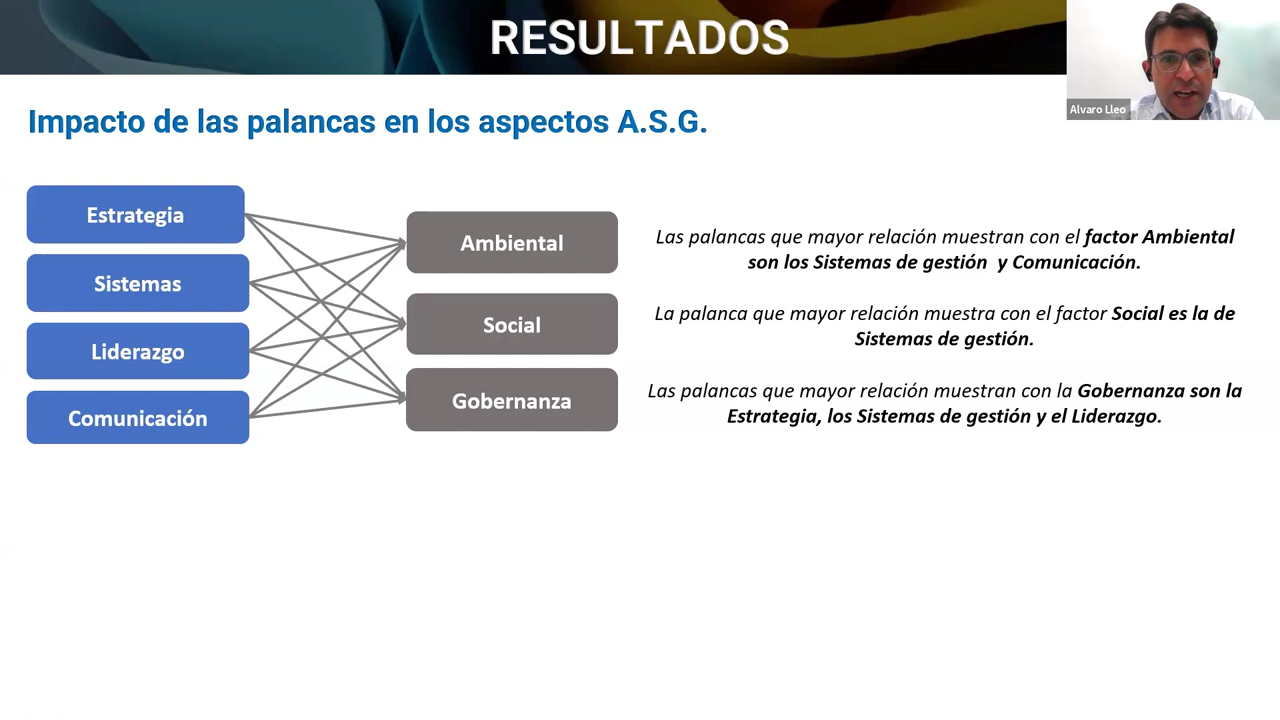 RESULTADOS
Alvaro Lleo
Impacto de las palancas en los aspectos A.S.G.
Estrategia
Sistemas
Liderazgo
Comunicación
Ambiental
Social
Gobernanza
Las palancas que mayor relación muestran con el factor Ambiental
son los Sistemas de gestión y Comunicación.
La palanca que mayor relación muestra con el factor Social es la de
Sistemas de gestión.
Las palancas que mayor relación muestran con la Gobernanza son la
Estrategia, los Sistemas de gestión y el Liderazgo.